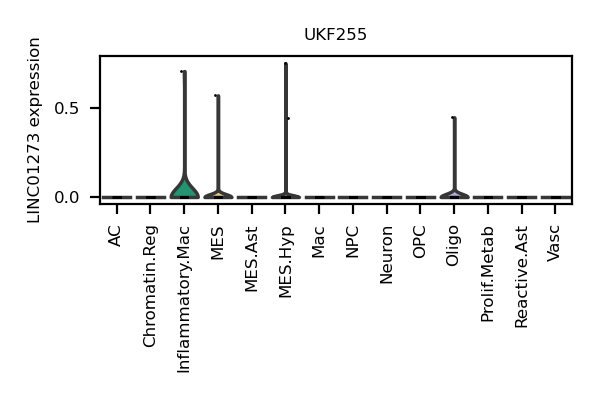 UKF255
LINC01273 expression
0.5
0.0
AC
Chromatin.Reg
Inflammatory.Mac
MES
MES.Ast
MES.Hyp
Mac
NPC
Neuron
OPC
Oligo
Prolif.Metab
Reactive.Ast
Vasc